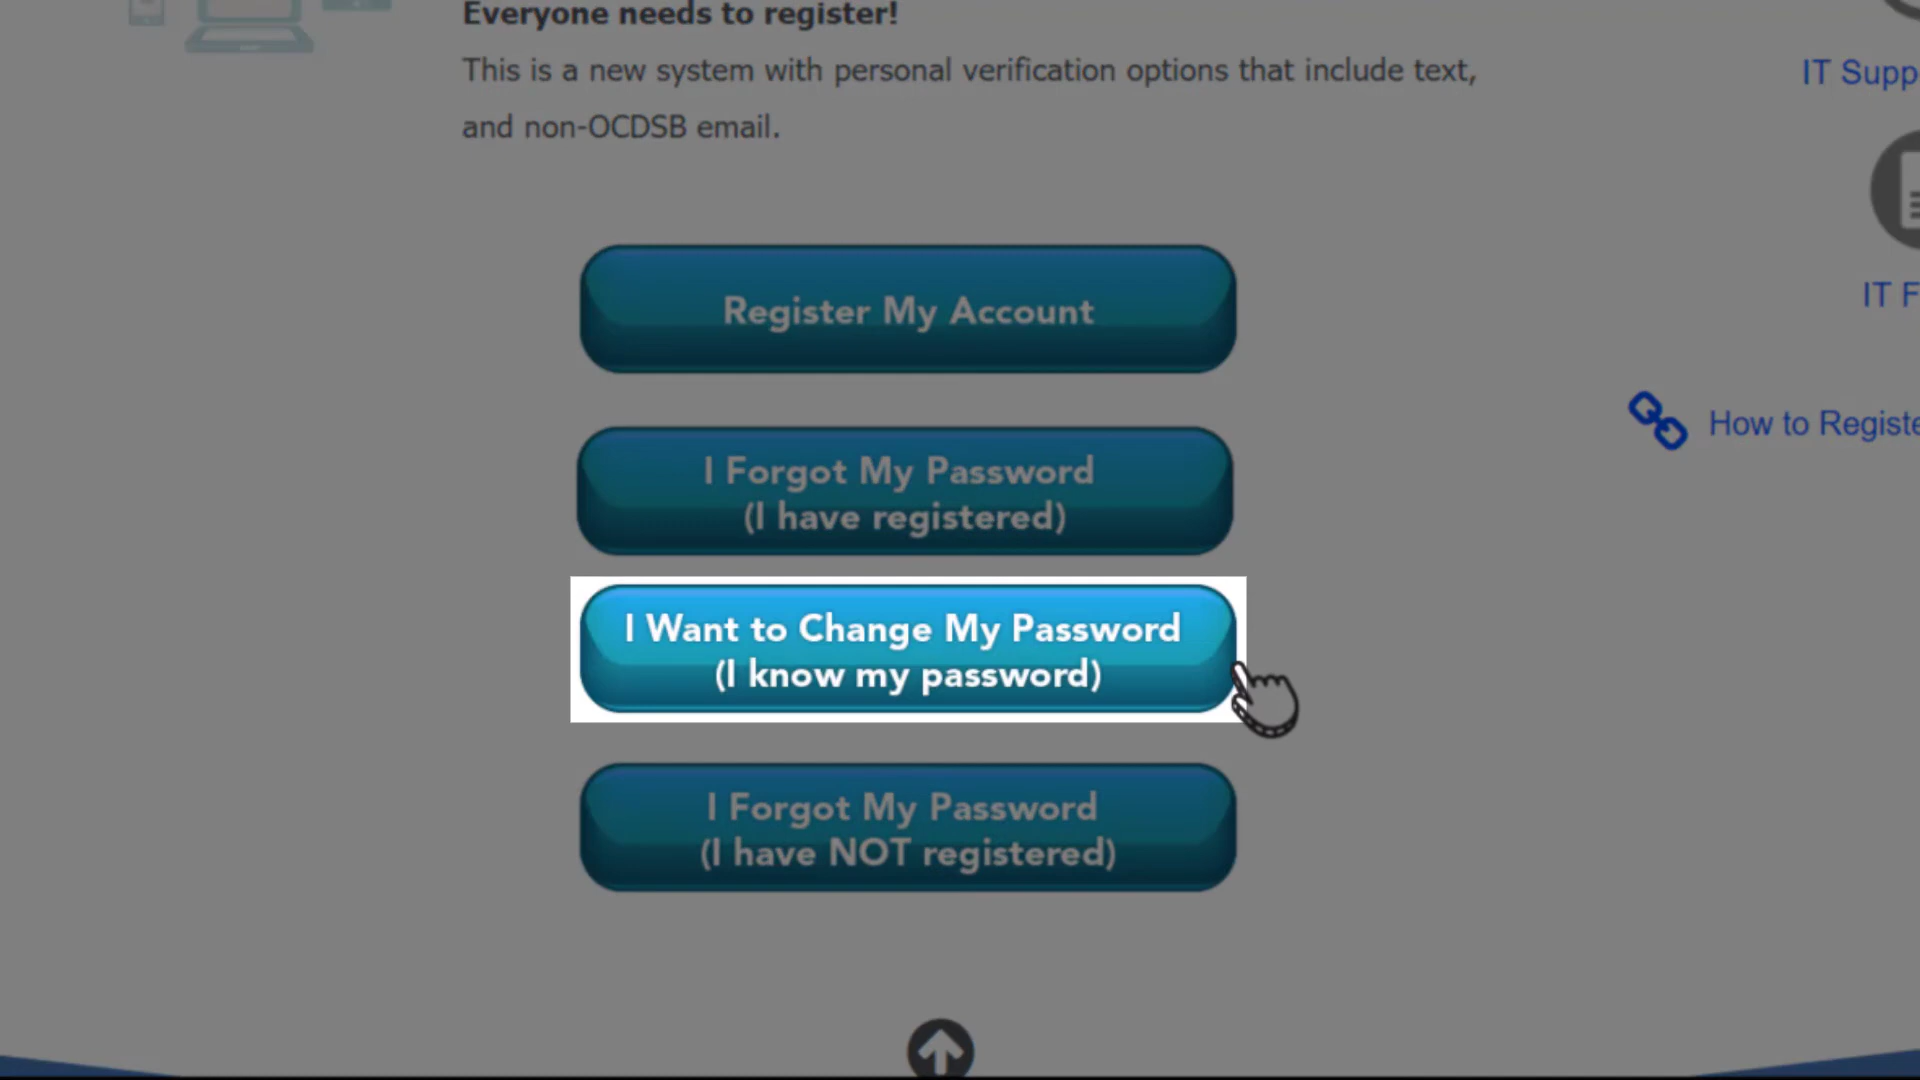 Everyone needs to register!
This is a new system with personal verification options that include text,
and non-OCDSB email.
IT Supp
IT F
Register My Account
How to Registe
I Forgot My Password
(I have registered)
I Want to Change My Password
(I know my password)
I Forgot My Password
(I have NOT registered)